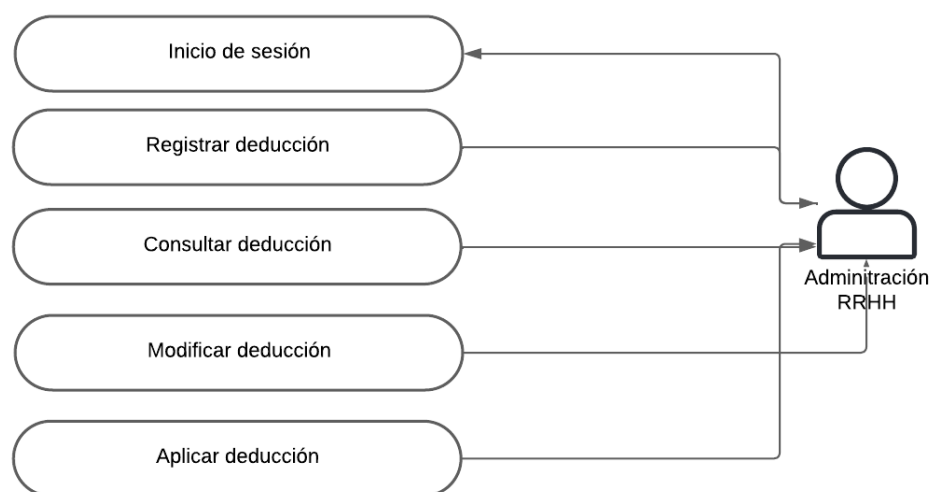 Inicio de sesión
Registrar deducción
Consultar deducción
Adminitración
RRHH
Modificar deducción
Aplicar deducción